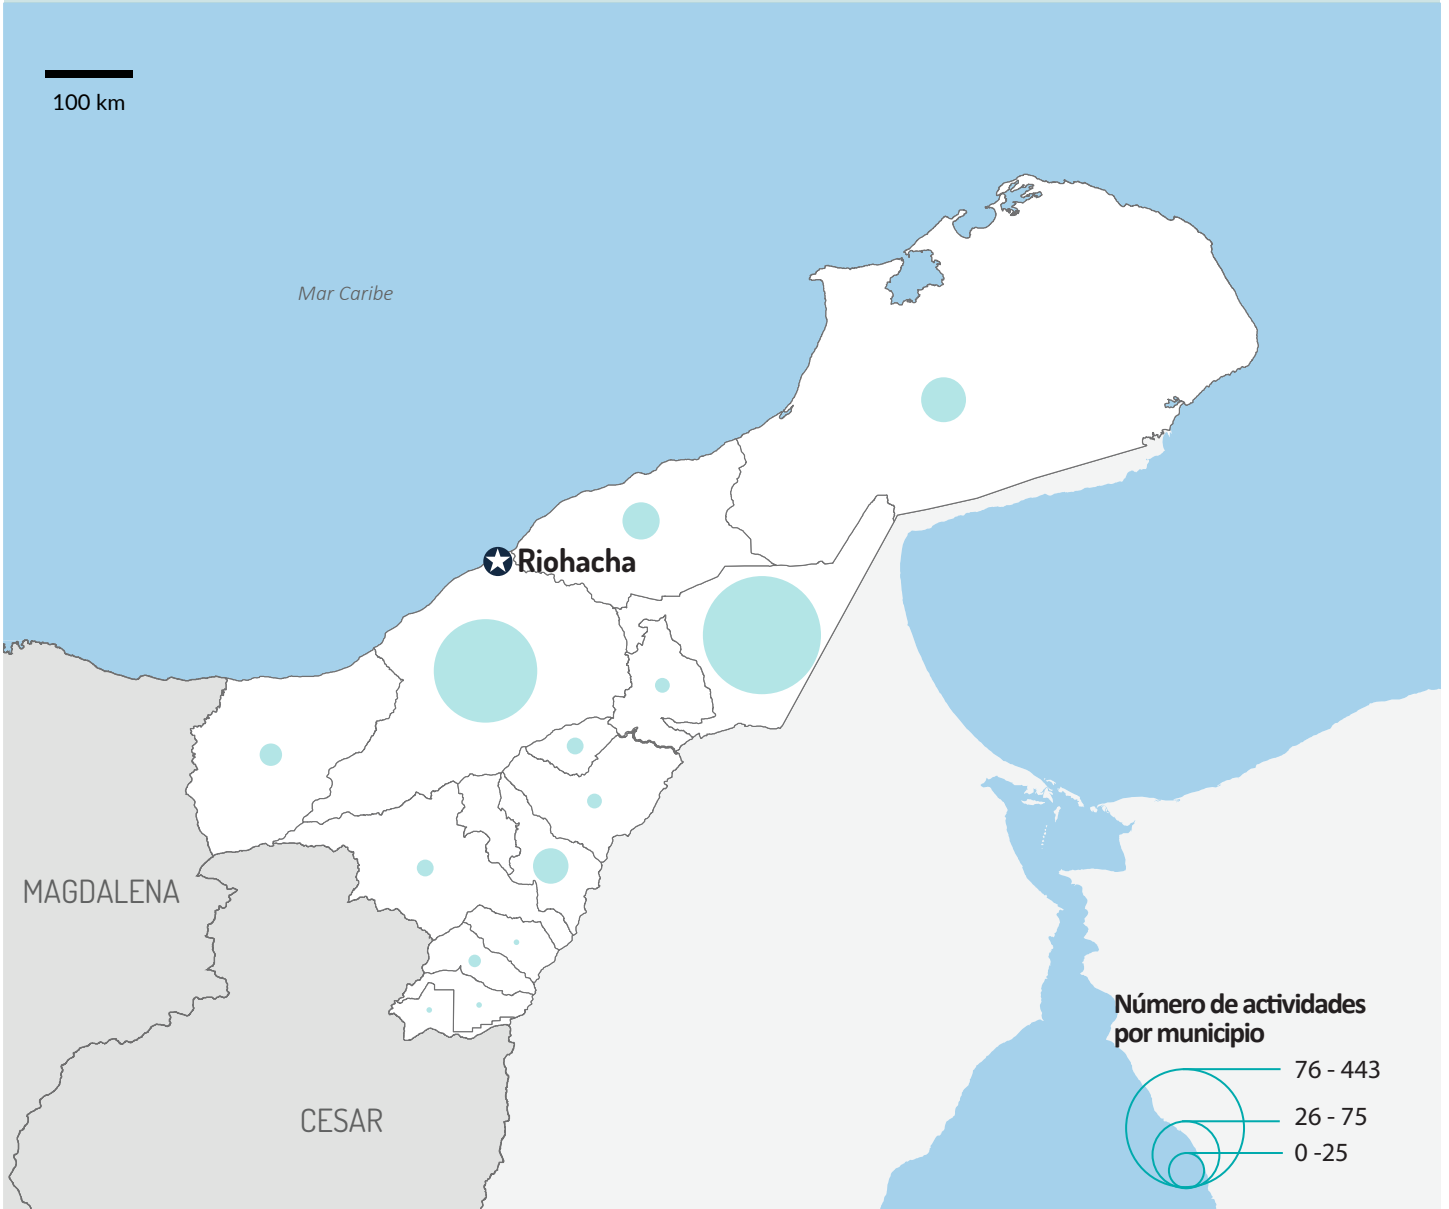 100 km
Mar Caribe
Riohacha
MAGDALENA
CESAR
Número de actividades
por municipio
76 - 443
26 - 75
0 -25